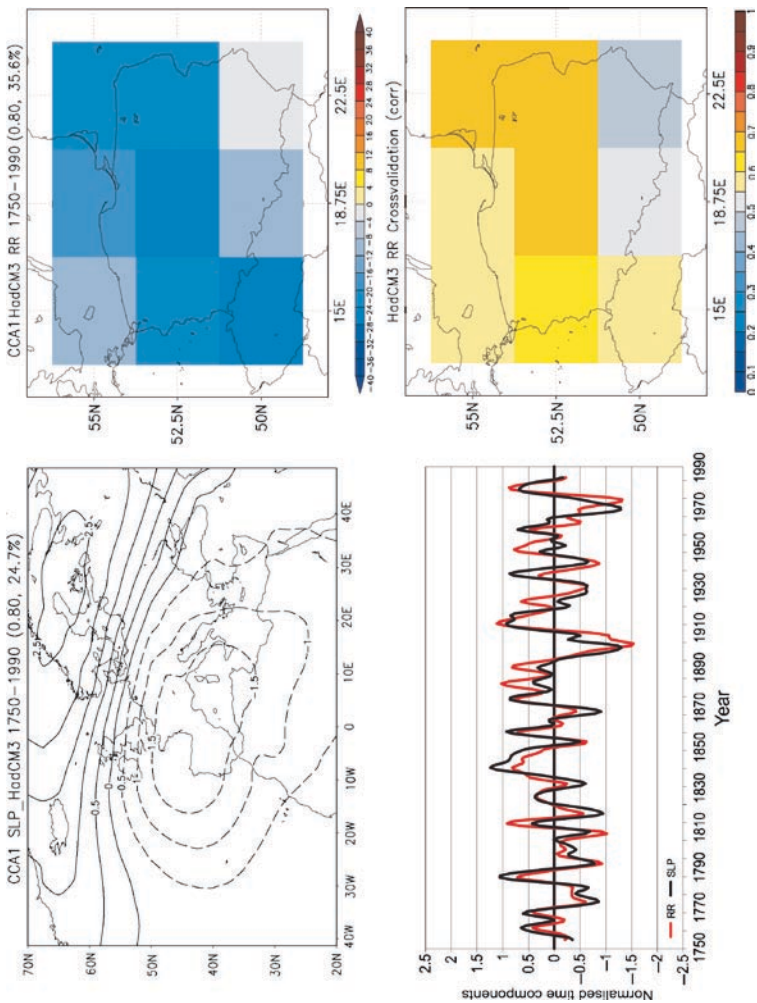 CCA1 SLP_HadCM3 1750-1990 (0.80, 24.7%)
70N
60N
50N
40N
30N
20N
40W
30W
20W
10W
0
10E
20E
30E
40E
2.5
2.5
-0.5
0
-0.5
-1
-1.5
1.5
1
CCA1 HadCM3 RR 1750-1990 (0.80, 35.6%)
55N
52.5N
50N
15E
18.75E
22.5E
-40 -36 -32 -28 -24 -20 -16 -12 -8 -4 0 4 8 12 16 20 24 28 32 36 40
Normalised time components
2.5
2
1.5
1
0.5
0
-0.5
-1
-1.5
-2
-2.5
RR
SLP
1750 1770 1790 1810 1830 1850 1870 1890 1910 1930 1950 1970 1990
Year
HadCM3 RR Crossvalidation (corr)
55N
52.5N
50N
15E
18.75E
22.5E
0 0.1 0.2 0.3 0.4 0.5 0.6 0.7 0.8 0.9 1